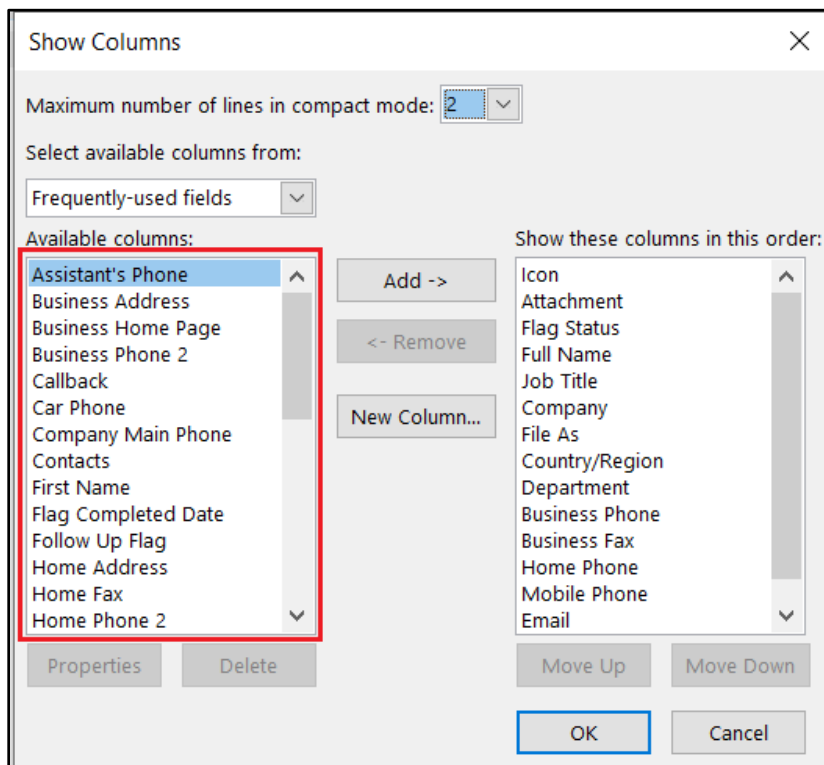 Show Columns
Maximum number of lines in compact mode: 2
Select available columns from:
Frequently-used fields
Available columns:
Assistant's Phone
Business Address
Business Home Page
Business Phone 2
Callback
Car Phone
Company Main Phone
Contacts
First Name
Flag Completed Date
Follow Up Flag
Home Address
Home Fax
Home Phone 2
Properties
Delete
Add ->
<- Remove
New Column...
Show these columns in this order:
Icon
Attachment
Flag Status
Full Name
Job Title
Company
File As
Country/Region
Department
Business Phone
Business Fax
Home Phone
Mobile Phone
Email
Move Up
Move Down
OK
Cancel